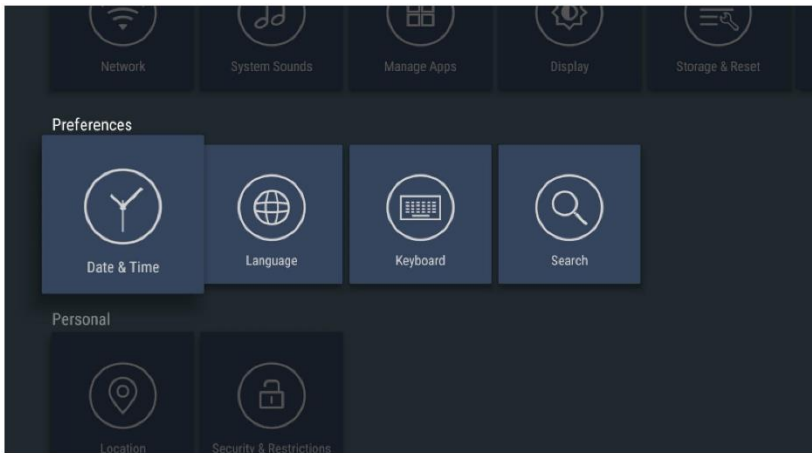 Network
System Sounds
Manage Apps
Display
Storage & Reset
Preferences
Date & Time
Language
Keyboard
Search
Personal
Location
Security & Restrictions